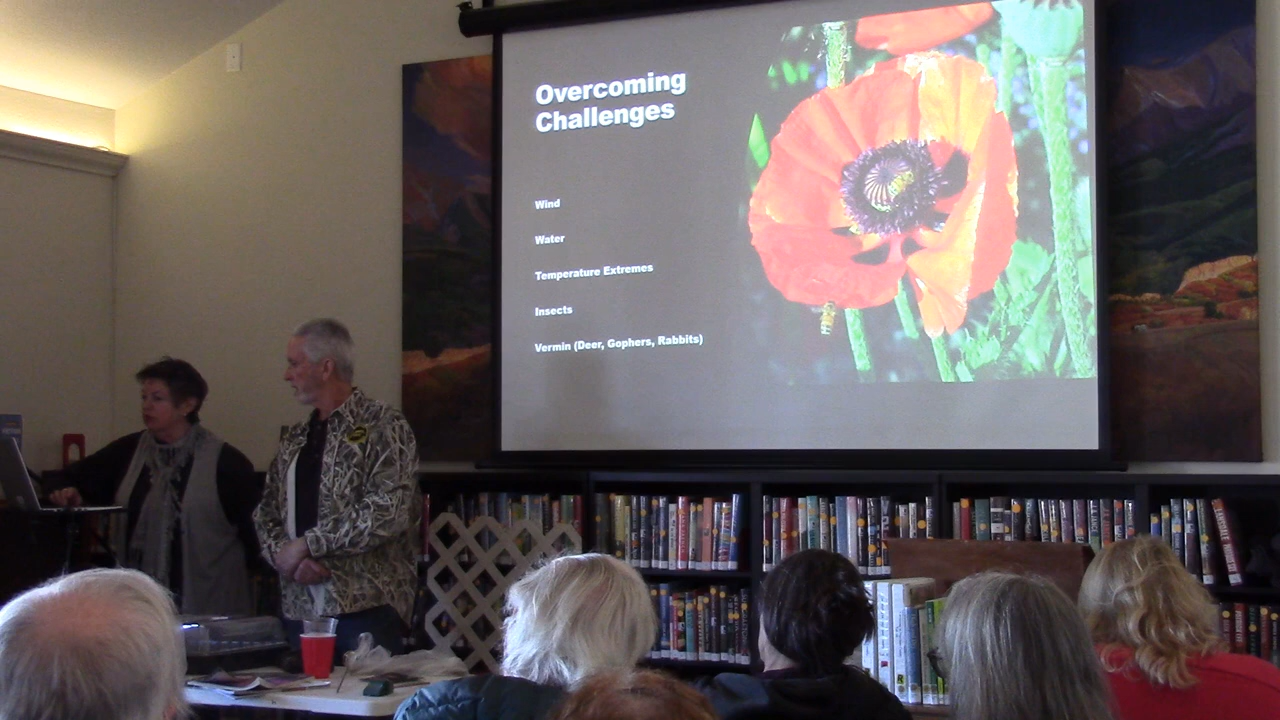 Overcoming
Challenges
Wind
Water
Temperature Extremes
Insects
Vermin (Deer, Gophers, Rabbits)